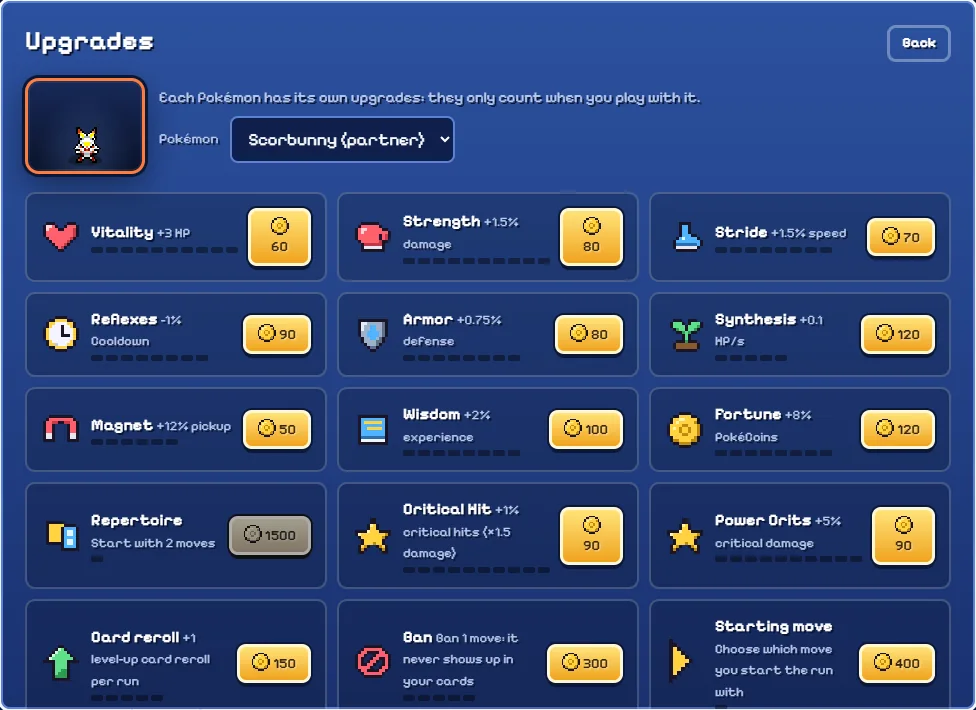 Upgrades
Back
Each Pokémon has its own upgrades: they only count when you play with it.
Pokémon
Scorbunny (partner)
Vitality +3 HP
60
Strength +1.5%
damage
80
Stride +1.5% speed
70
Reflexes -1%
Cooldown
90
Armor +0.75%
defense
80
Synthesis +0.1
HP/s
120
Magnet +12% pickup
50
Wisdom +2%
experience
100
Fortune +8%
PokéCoins
120
Repertoire
Start with 2 moves
1500
Critical Hit +1%
critical hits (×1.5
damage)
90
Power Crits +5%
critical damage
90
Card reroll +1
level-up card reroll
per run
150
Ban Ban 1 move: it
never shows up in
your cards
300
Starting move
Choose which move
you start the run
with
400